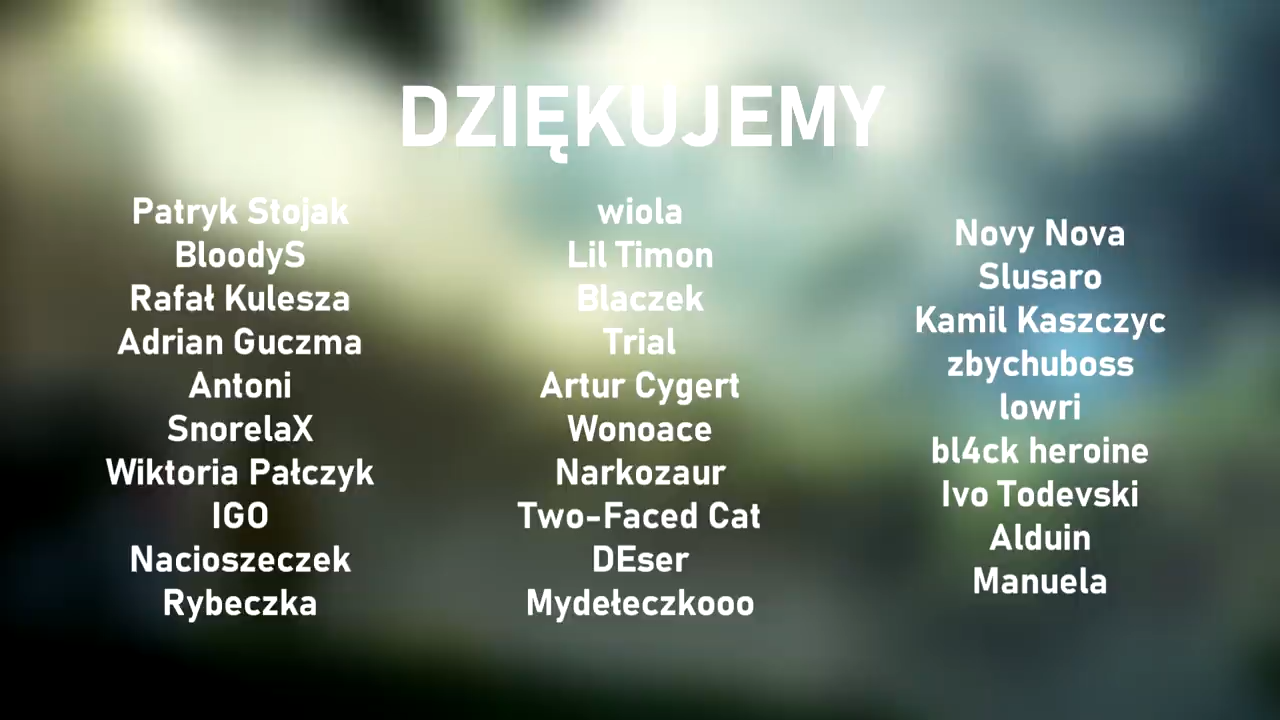 DZIĘKUJEMY
Patryk Stojak
BloodyS
Rafał Kulesza
Adrian Guczma
Antoni
SnorelaX
Wiktoria Pałczyk
IGO
Nacioszeczek
Rybeczka
wiola
Lil Timon
Blaczek
Trial
Artur Cygert
Wonoace
Narkozaur
Two-Faced Cat
DEser
Mydełeczkooo
Novy Nova
Slusaro
Kamil Kaszczyc
zbychuboss
lowri
bl4ck heroine
Ivo Todevski
Alduin
Manuela